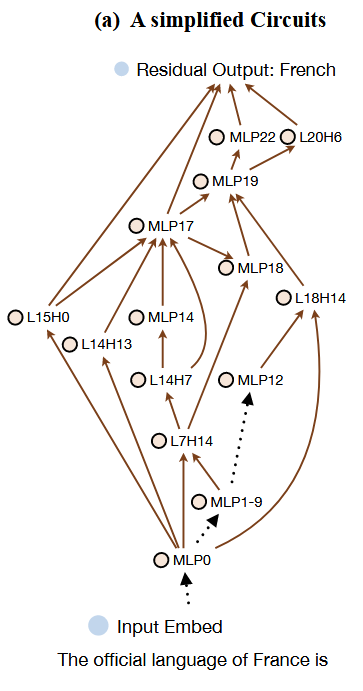 (a) A simplified Circuits
Residual Output: French
MLP22
L20H6
MLP19
MLP17
MLP18
L18H14
L15H0
MLP14
L14H13
L14H7
MLP12
L7H14
MLP1-9
MLP0
Input Embed
The official language of France is